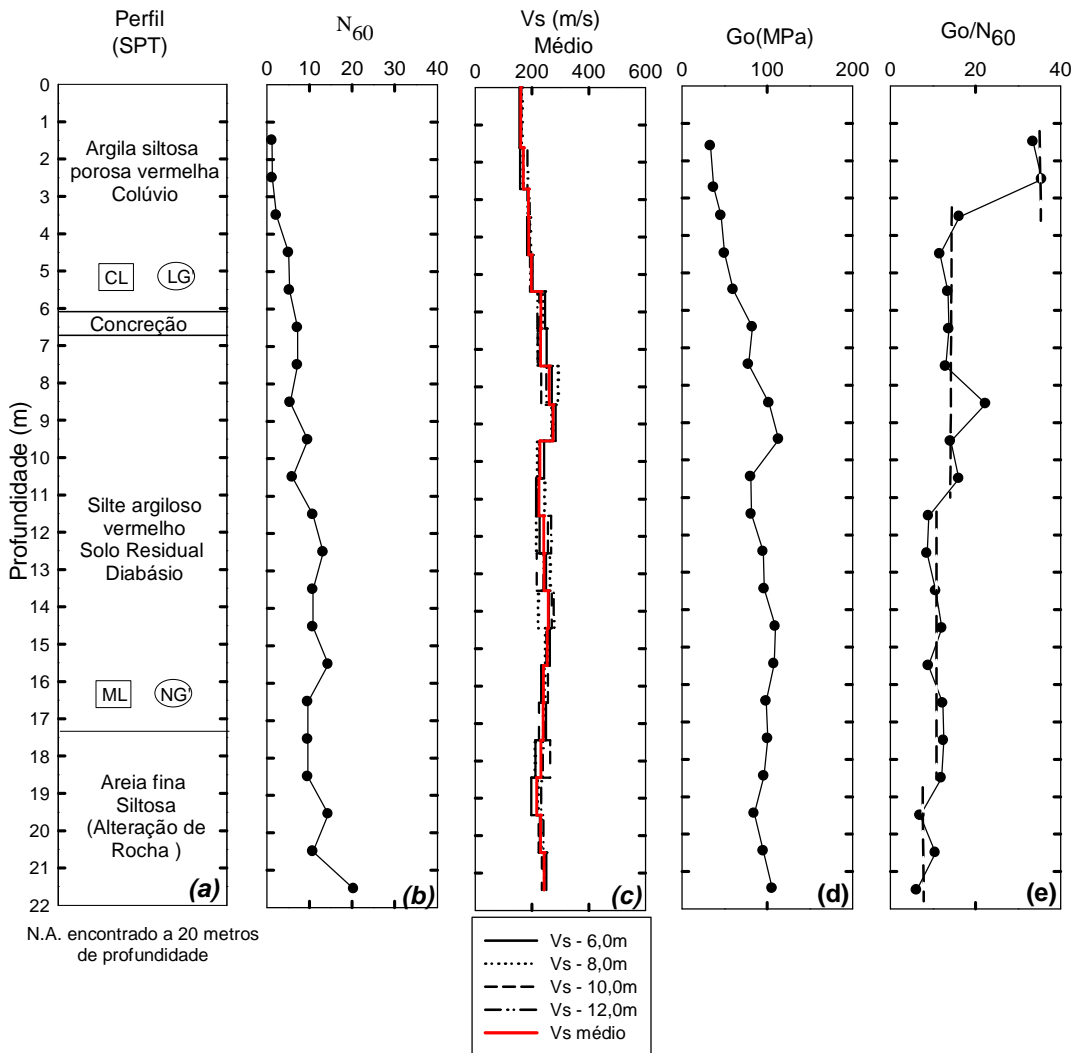 Perfil
(SPT)
N60
Vs (m/s)
Médio
Go(MPa)
Go/N60
0 10 20 30 40
0 200 400 600
0 100 200
0 10 20 30 40
Profundidade (m)
0
1
2
3
4
5
6
7
8
9
10
11
12
13
14
15
16
17
18
19
20
21
22
Argila siltosa
porosa vermelha
Colúvio
CL LG
Concreção
Silte argiloso
vermelho
Solo Residual
Diabásio
ML NG'
Areia fina
Siltosa
(Alteração de
Rocha )
(a)
(b)
(c)
(d)
(e)
N.A. encontrado a 20 metros
de profundidade
Vs - 6,0m
Vs - 8,0m
Vs - 10,0m
Vs - 12,0m
Vs médio